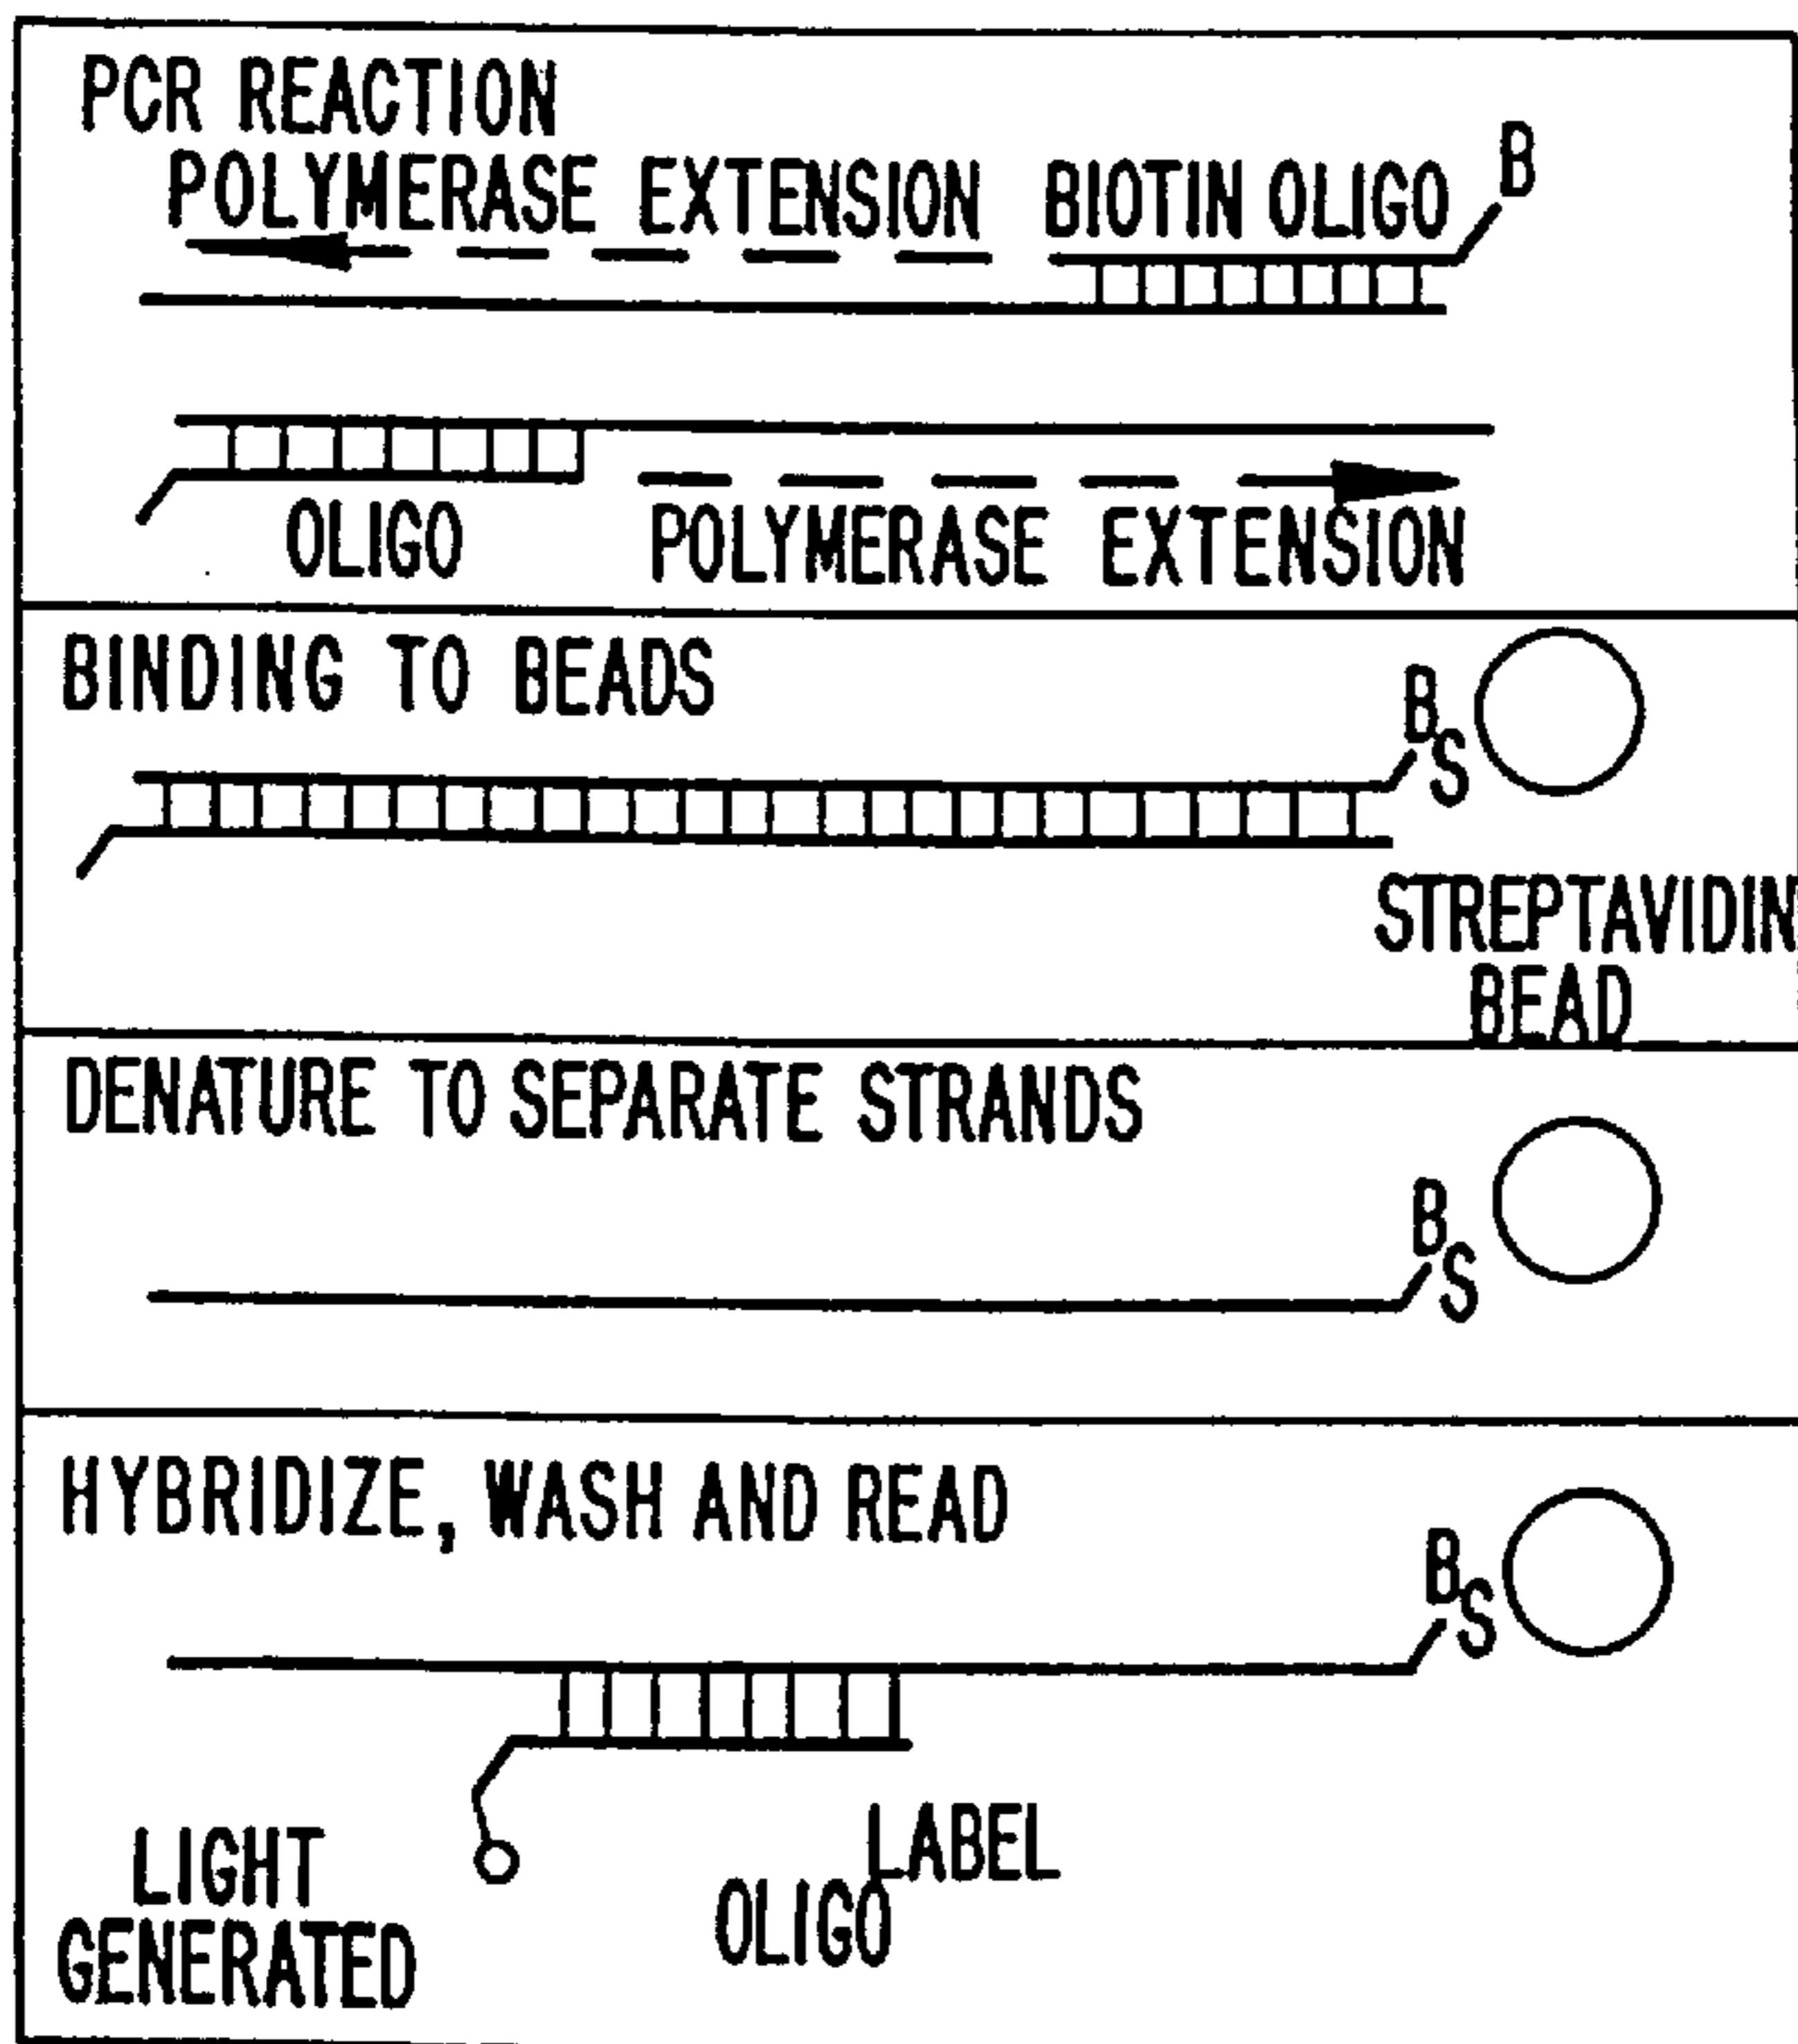 PCR REACTION
POLYMERASE EXTENSION BIOTIN OLIGO B
OLIGO POLYMERASE EXTENSION
BINDING TO BEADS
B
S
STREPTAVIDIN
BEAD
DENATURE TO SEPARATE STRANDS
B
S
HYBRIDIZE, WASH AND READ
B
S
LIGHT
GENERATED
LABEL
OLIGO